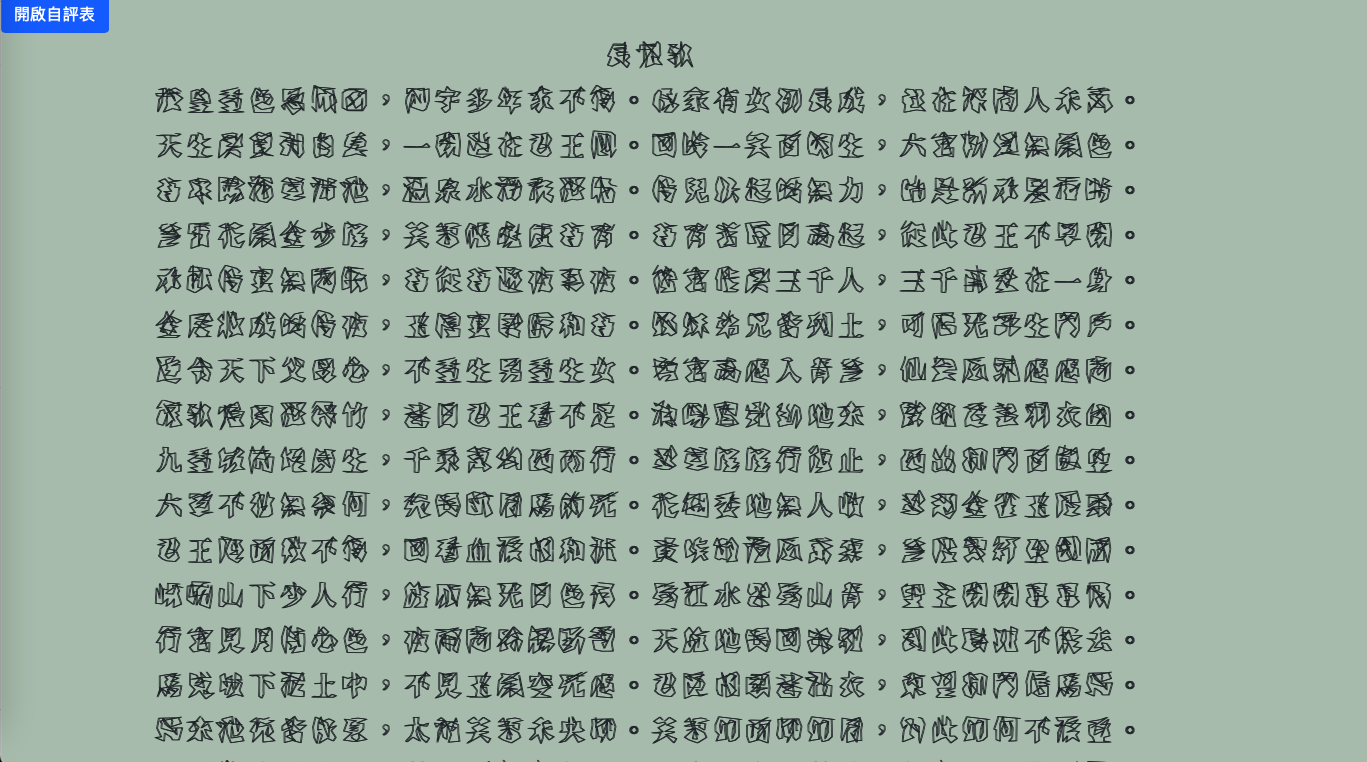 開啟自評表
長恨歌
漢皇重色思傾國，御宇多年求不得。楊家有女初長成，養在深閨人未識。
天生麗質難自棄，一朝選在君王側。回眸一笑百媚生，六宮粉黛無顏色。
春寒賜浴華清池，溫泉水滑洗凝脂。侍兒扶起嬌無力，始是新承恩澤時。
雲鬢花顏金步搖，芙蓉帳暖度春宵。春宵苦短日高起，從此君王不早朝。
承歡侍宴無閒暇，春從春遊夜專夜。後宮佳麗三千人，三千寵愛在一身。
金屋妝成嬌侍夜，玉樓宴罷醉和春。姊妹弟兄皆列土，可憐光彩生門戶。
遂令天下父母心，不重生男重生女。驪宮高處入青雲，仙樂風飄處處聞。
緩歌慢舞凝絲竹，盡日君王看不足。漁陽鼙鼓動地來，驚破霓裳羽衣曲。
九重城闕煙塵生，千乘萬騎西南行。翠華搖搖行復止，西出都門百餘里。
六軍不發無奈何，宛轉蛾眉馬前死。花鈿委地無人收，翠翹金雀玉搔頭。
君王掩面救不得，回看血淚相和流。黃埃散漫風蕭索，雲棧縈紆登劍閣。
峨嵋山下少人行，旌旗無光日色薄。蜀江水碧蜀山青，聖主朝朝暮暮情。
行宮見月傷心色，夜雨聞鈴腸斷聲。天旋地轉迴龍馭，到此躊躇不能去。
馬嵬坡下泥土中，不見玉顏空死處。君臣相顧盡霑衣，東望都門信馬歸。
歸來池苑皆依舊，太液芙蓉未央柳。芙蓉如面柳如眉，對此如何不淚垂。